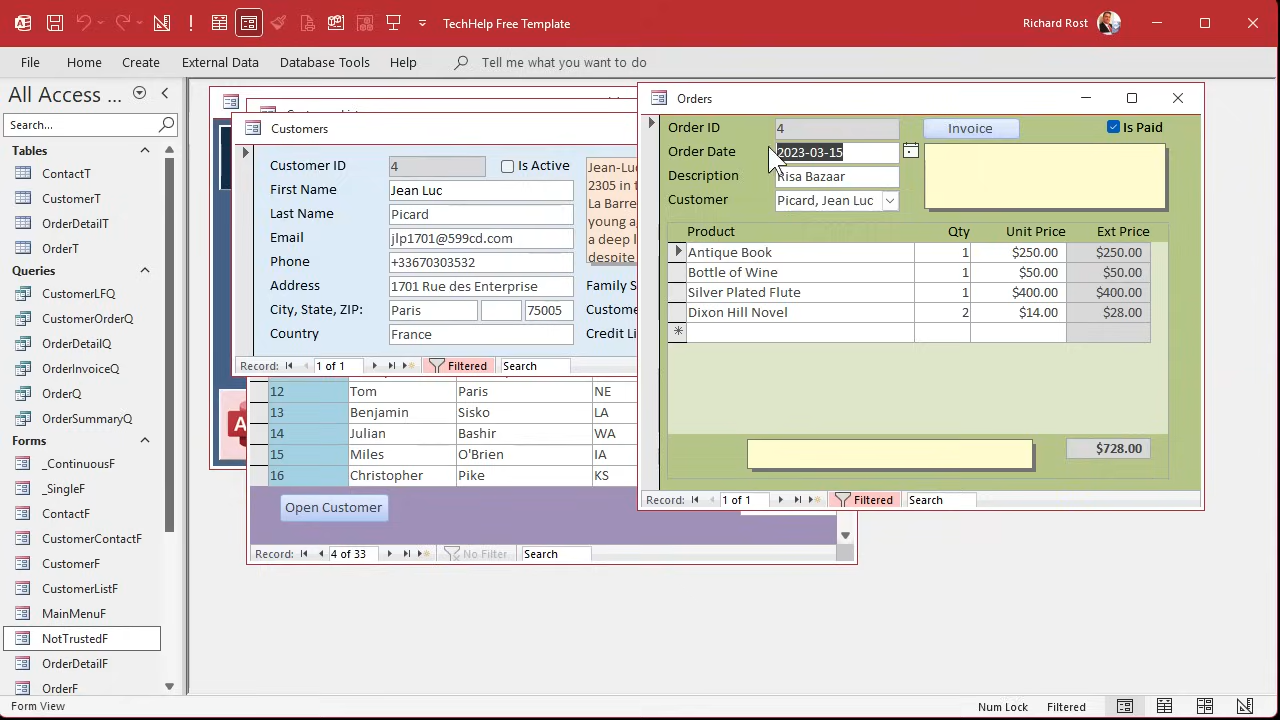 TechHelp Free Template
Richard Rost
File
Home
Create
External Data
Database Tools
Help
Tell me what you want to do
All Access ...
Search...
Tables
ContactT
CustomerT
OrderDetailT
OrderT
Queries
CustomerLFQ
CustomerOrderQ
OrderDetailQ
OrderInvoiceQ
OrderQ
OrderSummaryQ
Forms
_ContinuousF
_SingleF
ContactF
CustomerContactF
CustomerF
CustomerListF
MainMenuF
NotTrustedF
OrderDetailF
OrderF
Customers
Customer ID 4 Is Active
First Name Jean Luc
Last Name Picard
Email jlp1701@599cd.com
Phone +33670303532
Address 1701 Rue des Enterprise
City, State, ZIP: Paris 75005
Country France
Jean-Lu
2305 in t
La Barre
young a
a deep l
despite
Family S
Custome
Credit Li
Record: 1 of 1 Filtered Search
12 Tom Paris NE
13 Benjamin Sisko LA
14 Julian Bashir WA
15 Miles O'Brien IA
16 Christopher Pike KS
Open Customer
Record: 4 of 33 No Filter Search
Orders
Order ID 4 Invoice Is Paid
Order Date 2023-03-15
Description Risa Bazaar
Customer Picard, Jean Luc
Product Qty Unit Price Ext Price
Antique Book 1 $250.00 $250.00
Bottle of Wine 1 $50.00 $50.00
Silver Plated Flute 1 $400.00 $400.00
Dixon Hill Novel 2 $14.00 $28.00
$728.00
Record: 1 of 1 Filtered Search
Form View
Num Lock
Filtered